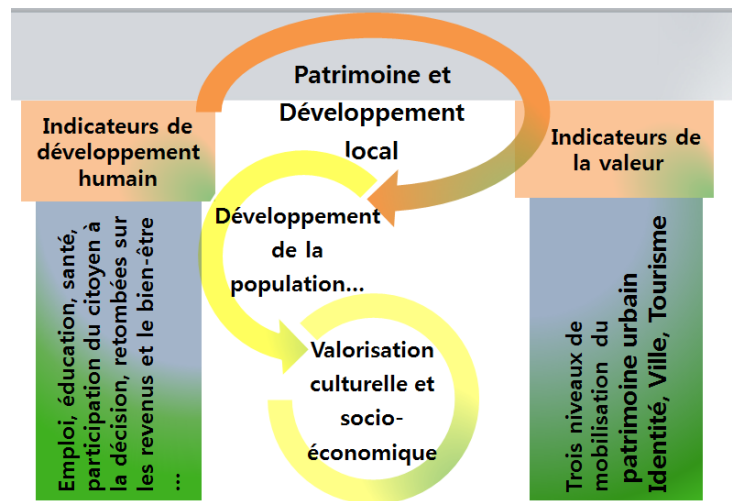 Patrimoine et
Développement
local
Indicateurs de
développement
humain
Indicateurs de
la valeur
Développement
de la
population...
Valorisation
culturelle et
socio-
économique
Emploi, éducation, santé,
participation du citoyen à
la décision, retombées sur
les revenus et le bien-être
...
Trois niveaux de
mobilisation du
patrimoine urbain
Identité, Ville, Tourisme